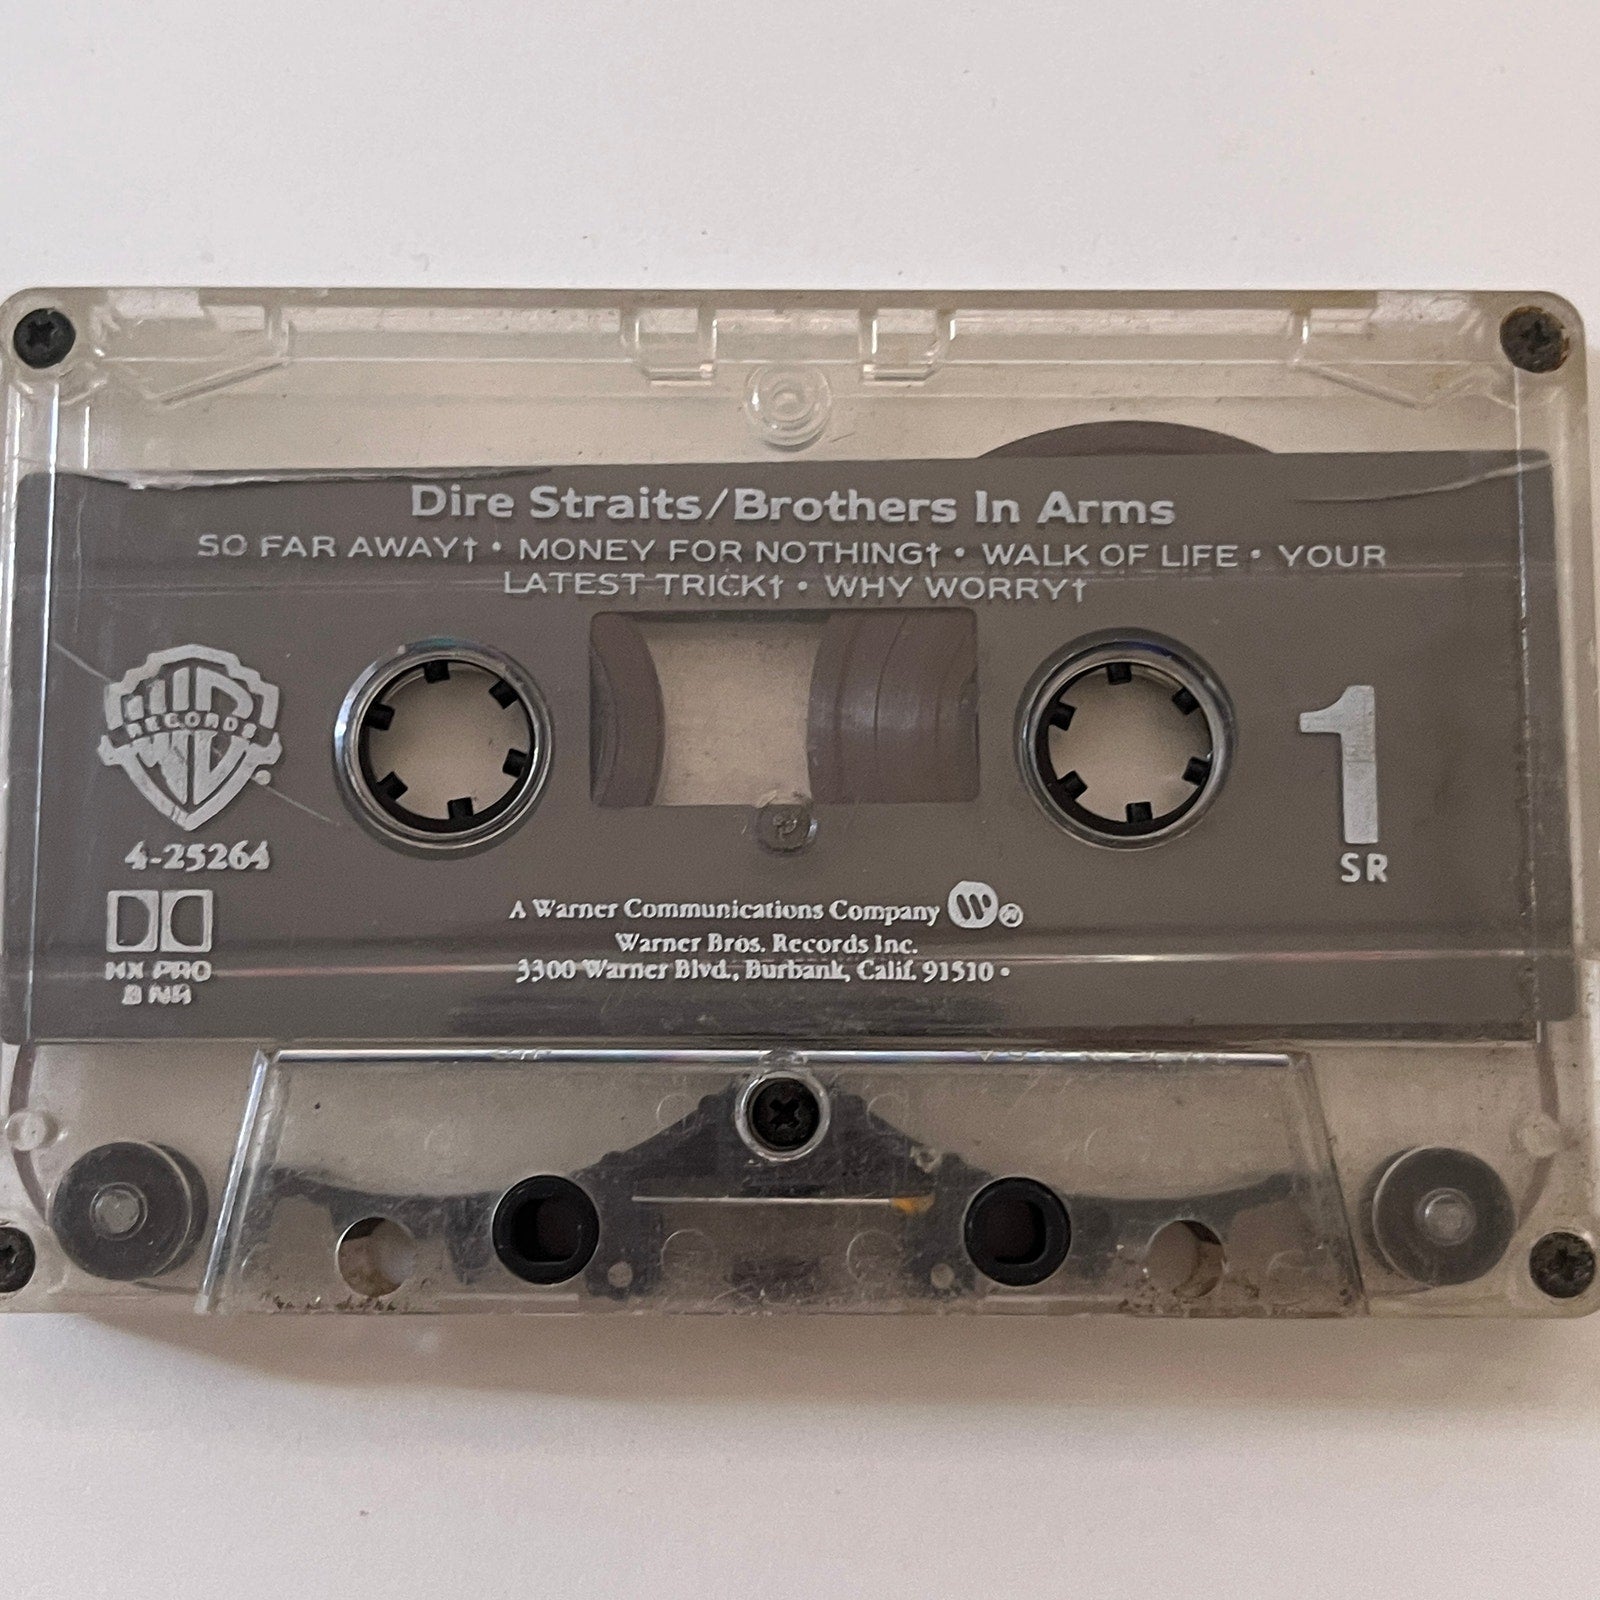 Dire Straits/Brothers In Arms
SO FAR AWAY† • MONEY FOR NOTHING† • WALK OF LIFE • YOUR
LATEST TRICK† • WHY WORRY†
RECORDS
4-25264
HX PRO
B NR
1
SR
A Warner Communications Company ®
Warner Bros. Records Inc.
3300 Warner Blvd., Burbank, Calif. 91510 •